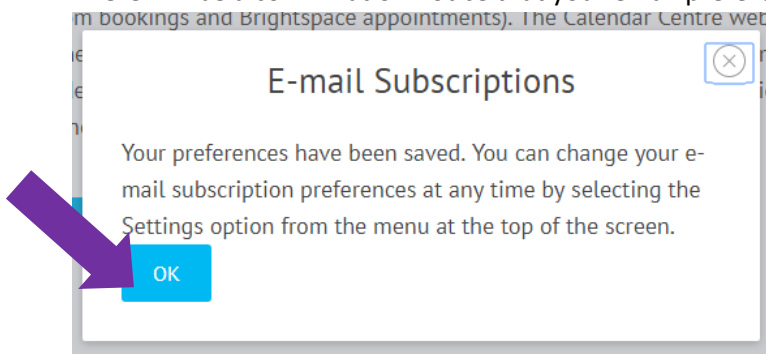 m bookings and Brightspace appointments). The Calendar Centre web
E-mail Subscriptions
Your preferences have been saved. You can change your e-
mail subscription preferences at any time by selecting the
Settings option from the menu at the top of the screen.
OK